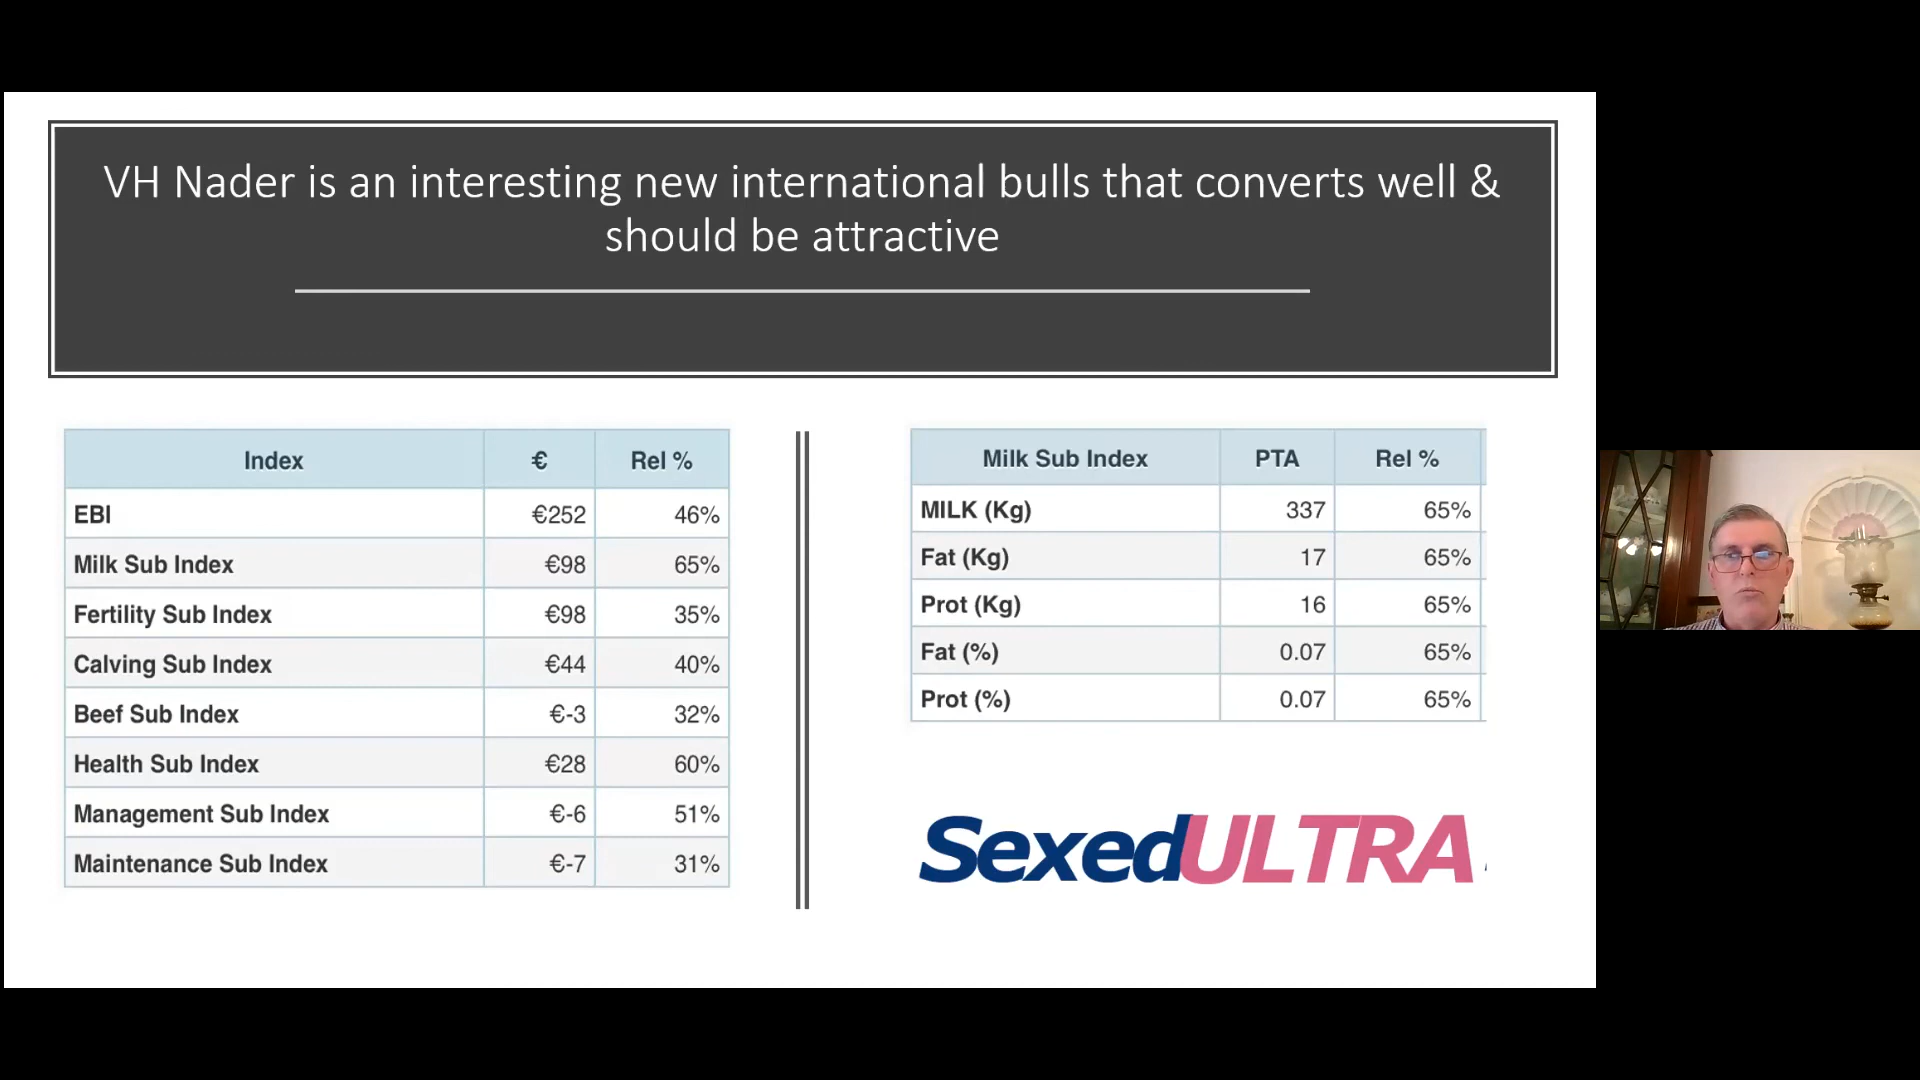 VH Nader is an interesting new international bulls that converts well &
should be attractive
Index € Rel %
EBI €252 46%
Milk Sub Index €98 65%
Fertility Sub Index €98 35%
Calving Sub Index €44 40%
Beef Sub Index €-3 32%
Health Sub Index €28 60%
Management Sub Index €-6 51%
Maintenance Sub Index €-7 31%
Milk Sub Index PTA Rel %
MILK (Kg) 337 65%
Fat (Kg) 17 65%
Prot (Kg) 16 65%
Fat (%) 0.07 65%
Prot (%) 0.07 65%
SexedULTRA